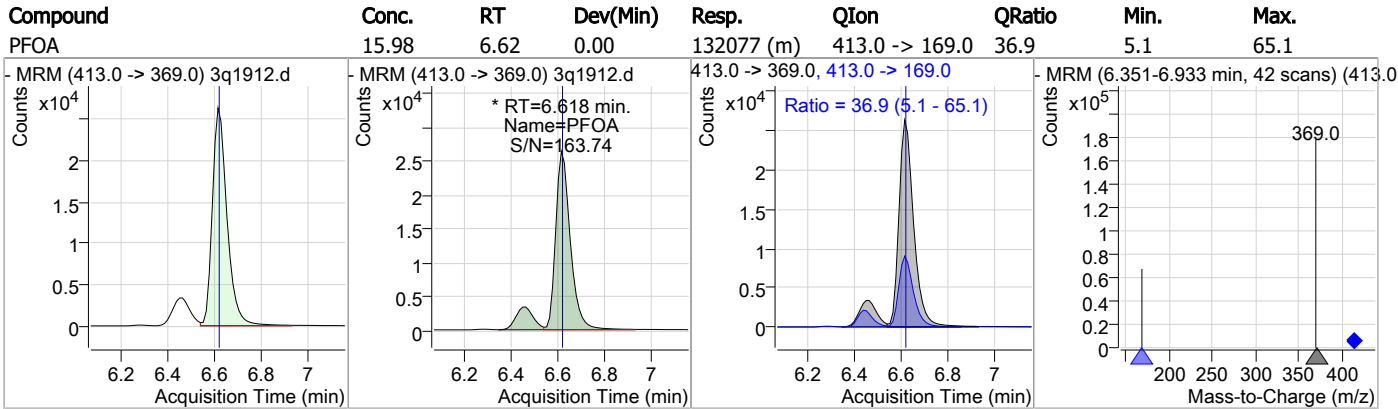 Compound Conc. RT Dev(Min) Resp. QIon QRatio Min. Max.
PFOA 15.98 6.62 0.00 132077 (m) 413.0 -> 169.0 36.9 5.1 65.1
- MRM (413.0 -> 369.0) 3q1912.d
Counts
x10⁴
2
1.5
1
0.5
0
6.2 6.4 6.6 6.8 7
Acquisition Time (min)
- MRM (413.0 -> 369.0) 3q1912.d
Counts
x10⁴
* RT=6.618 min.
Name=PFOA
S/N=163.74
2.5
2
1.5
1
0.5
0
6.2 6.4 6.6 6.8 7
Acquisition Time (min)
413.0 -> 369.0, 413.0 -> 169.0
Counts
x10⁴
Ratio = 36.9 (5.1 - 65.1)
2
1.5
1
0.5
0
6.2 6.4 6.6 6.8 7
Acquisition Time (min)
- MRM (6.351-6.933 min, 42 scans) (413.0
Counts
x10⁵
369.0
1.8
1.6
1.4
1.2
1
0.8
0.6
0.4
0.2
0
200 250 300 350 400
Mass-to-Charge (m/z)